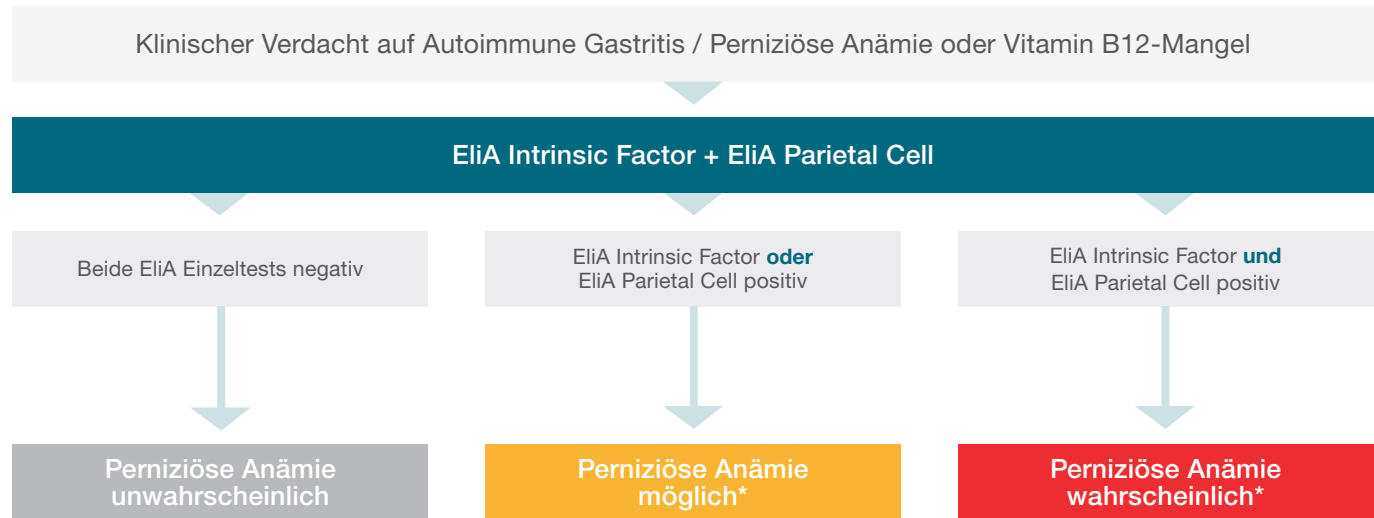 Klinischer Verdacht auf Autoimmune Gastritis / Perniziöse Anämie oder Vitamin B12-Mangel
EliA Intrinsic Factor + EliA Parietal Cell
Beide EliA Einzeltests negativ
EliA Intrinsic Factor oder
EliA Parietal Cell positiv
EliA Intrinsic Factor und
EliA Parietal Cell positiv
Perniziöse Anämie
unwahrscheinlich
Perniziöse Anämie
möglich*
Perniziöse Anämie
wahrscheinlich*